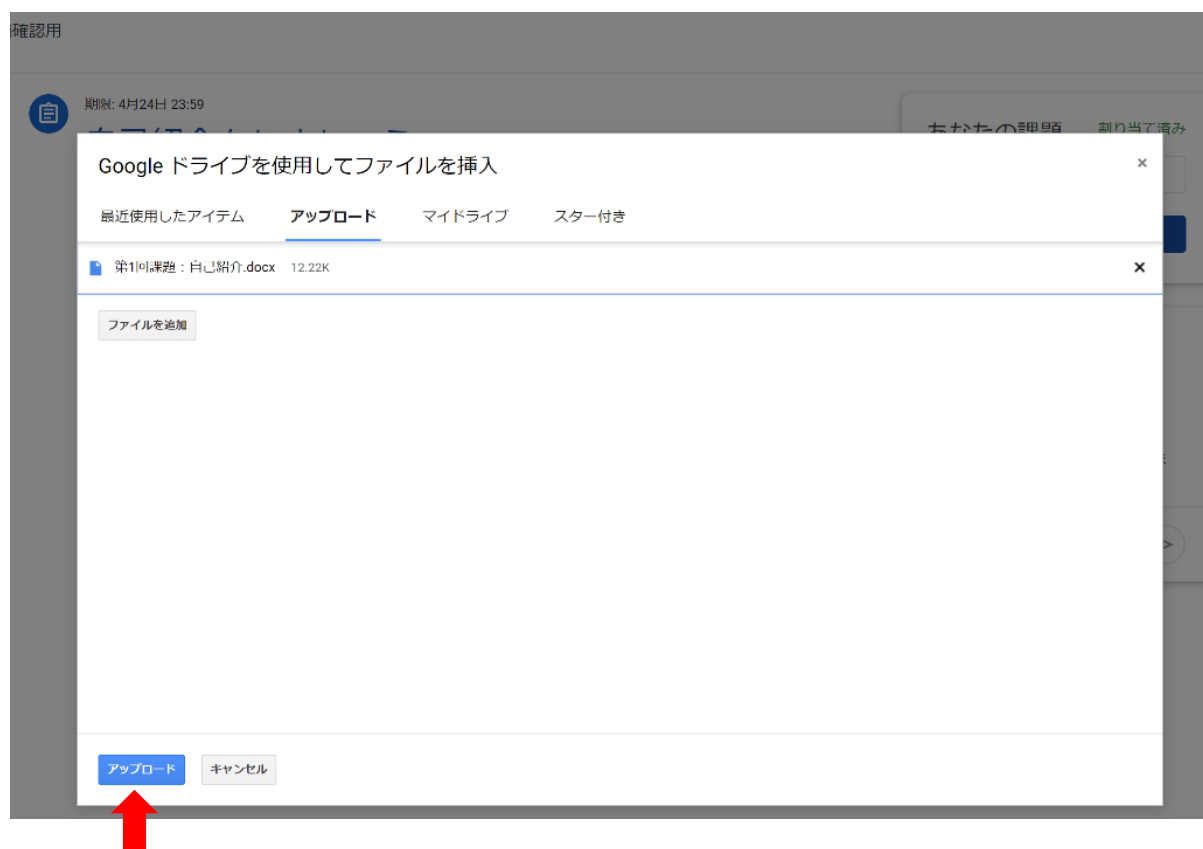 確認用
期限: 4月24日 23:59
あなたの課題 割り当て済み
Google ドライブを使用してファイルを挿入 ×
最近使用したアイテム アップロード マイドライブ スター付き
第1回課題：自己紹介.docx 12.22K ×
ファイルを追加
アップロード キャンセル